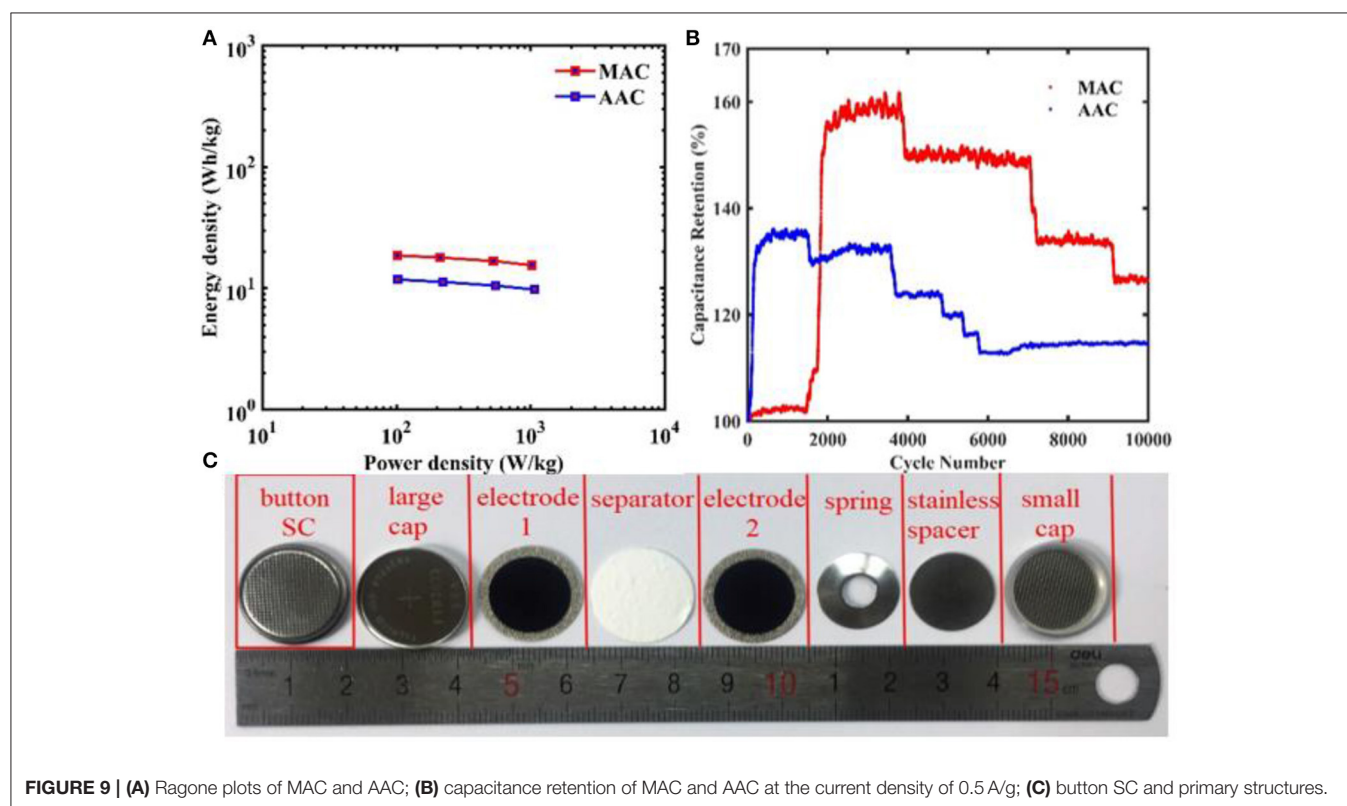 A
10³
10²
10¹
10⁰
Energy density (Wh/kg)
MAC
AAC
10¹ 10² 10³ 10⁴
Power density (W/kg)
B
170
160
140
120
100
Capacitance Retention (%)
MAC
AAC
0 2000 4000 6000 8000 10000
Cycle Number
C
button SC
large cap
electrode 1
separator
electrode 2
spring
stainless spacer
small cap
1 2 3 4 5 6 7 8 9 10 1 2 3 4 15 cm
deli
FIGURE 9 | (A) Ragone plots of MAC and AAC; (B) capacitance retention of MAC and AAC at the current density of 0.5 A/g; (C) button SC and primary structures.